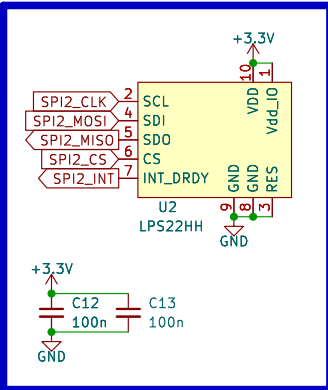 +3.3V
10
1
VDD
Vdd_IO
SPI2_CLK 2 SCL
SPI2_MOSI 4 SDI
SPI2_MISO 5 SDO
SPI2_CS 6 CS
SPI2_INT 7 INT_DRDY
GND
GND
RES
9
8
3
U2
LPS22HH
GND
+3.3V
C12
100n
C13
100n
GND